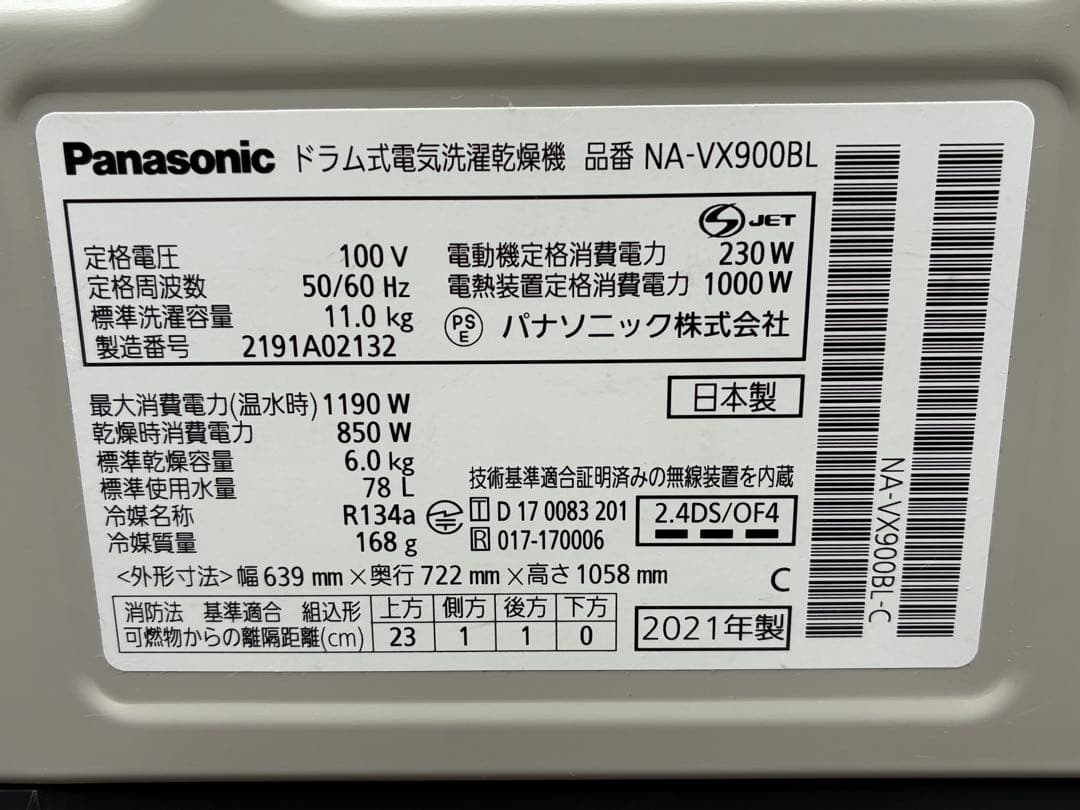 Panasonic ドラム式電気洗濯乾燥機 品番 NA-VX900BL
S JET
定格電圧 100 V 電動機定格消費電力 230 W
定格周波数 50/60 Hz 電熱装置定格消費電力 1000 W
標準洗濯容量 11.0 kg PSE パナソニック株式会社
製造番号 2191A02132
最大消費電力(温水時) 1190 W 日本製
乾燥時消費電力 850 W
標準乾燥容量 6.0 kg
標準使用水量 78 L 技術基準適合証明済みの無線装置を内蔵
冷媒名称 R134a T D 17 0083 201 2.4DS/OF4
冷媒質量 168 g R 017-170006
<外形寸法>幅 639 mm×奥行 722 mm×高さ 1058 mm C
消防法 基準適合 組込形 上方 側方 後方 下方
可燃物からの離隔距離(cm) 23 1 1 0
2021年製
NA-VX900BL-C